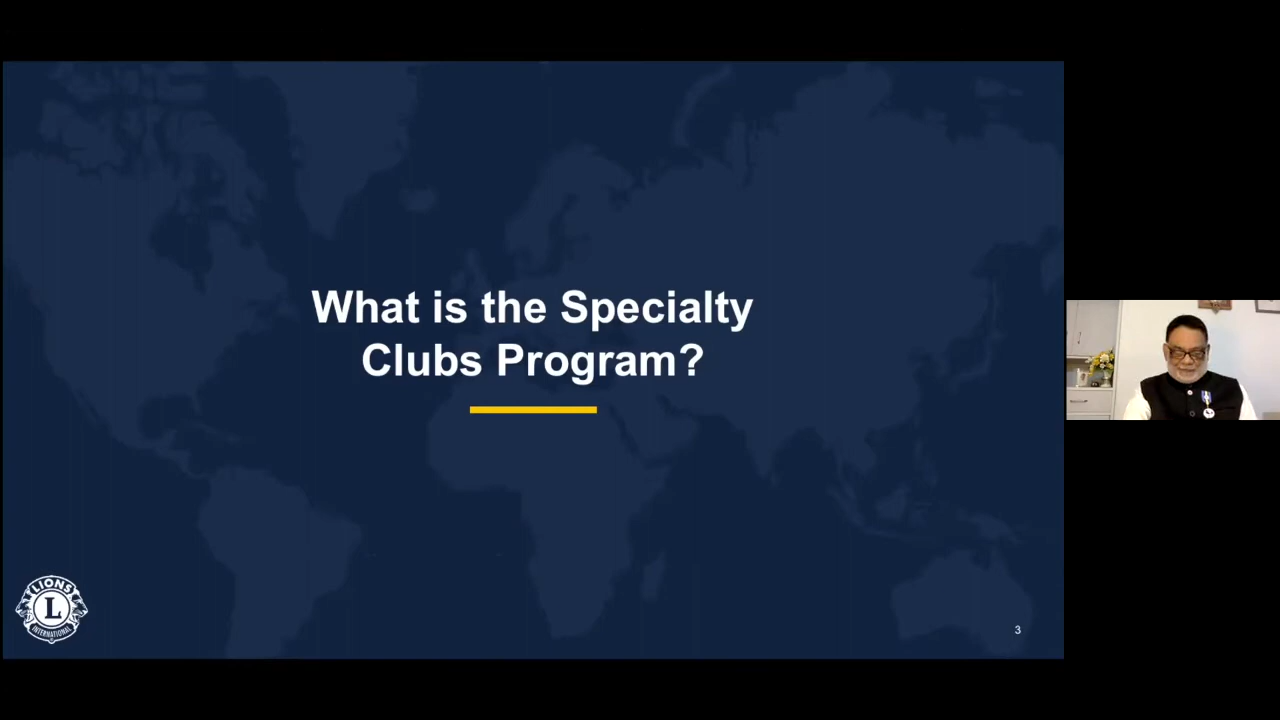 What is the Specialty
Clubs Program?
LIONS
L
INTERNATIONAL
3